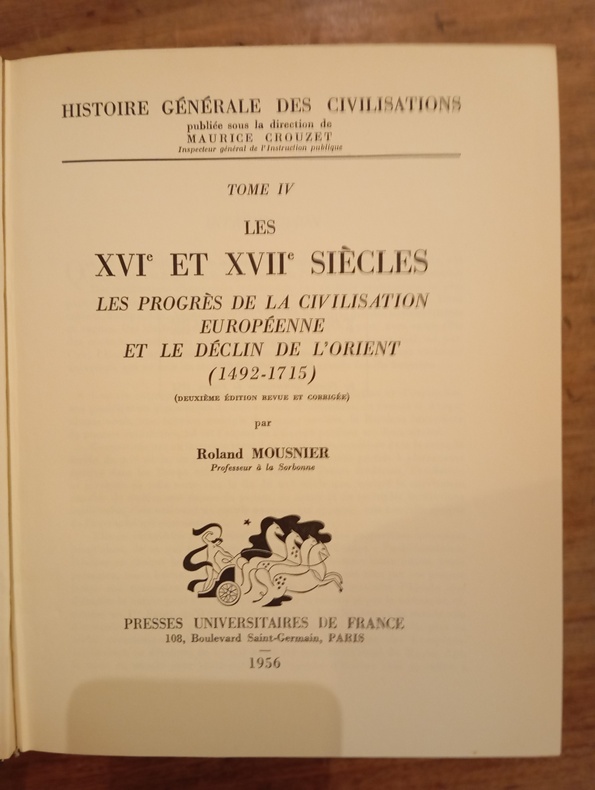 HISTOIRE GÉNÉRALE DES CIVILISATIONS
publiée sous la direction de
MAURICE CROUZET
Inspecteur général de l'Instruction publique
TOME IV
LES
XVIe ET XVIIe SIÈCLES
LES PROGRÈS DE LA CIVILISATION
EUROPÉENNE
ET LE DÉCLIN DE L'ORIENT
(1492-1715)
(DEUXIÈME ÉDITION REVUE ET CORRIGÉE)
par
Roland MOUSNIER
Professeur à la Sorbonne
PRESSES UNIVERSITAIRES DE FRANCE
108, Boulevard Saint-Germain, PARIS
—
1956